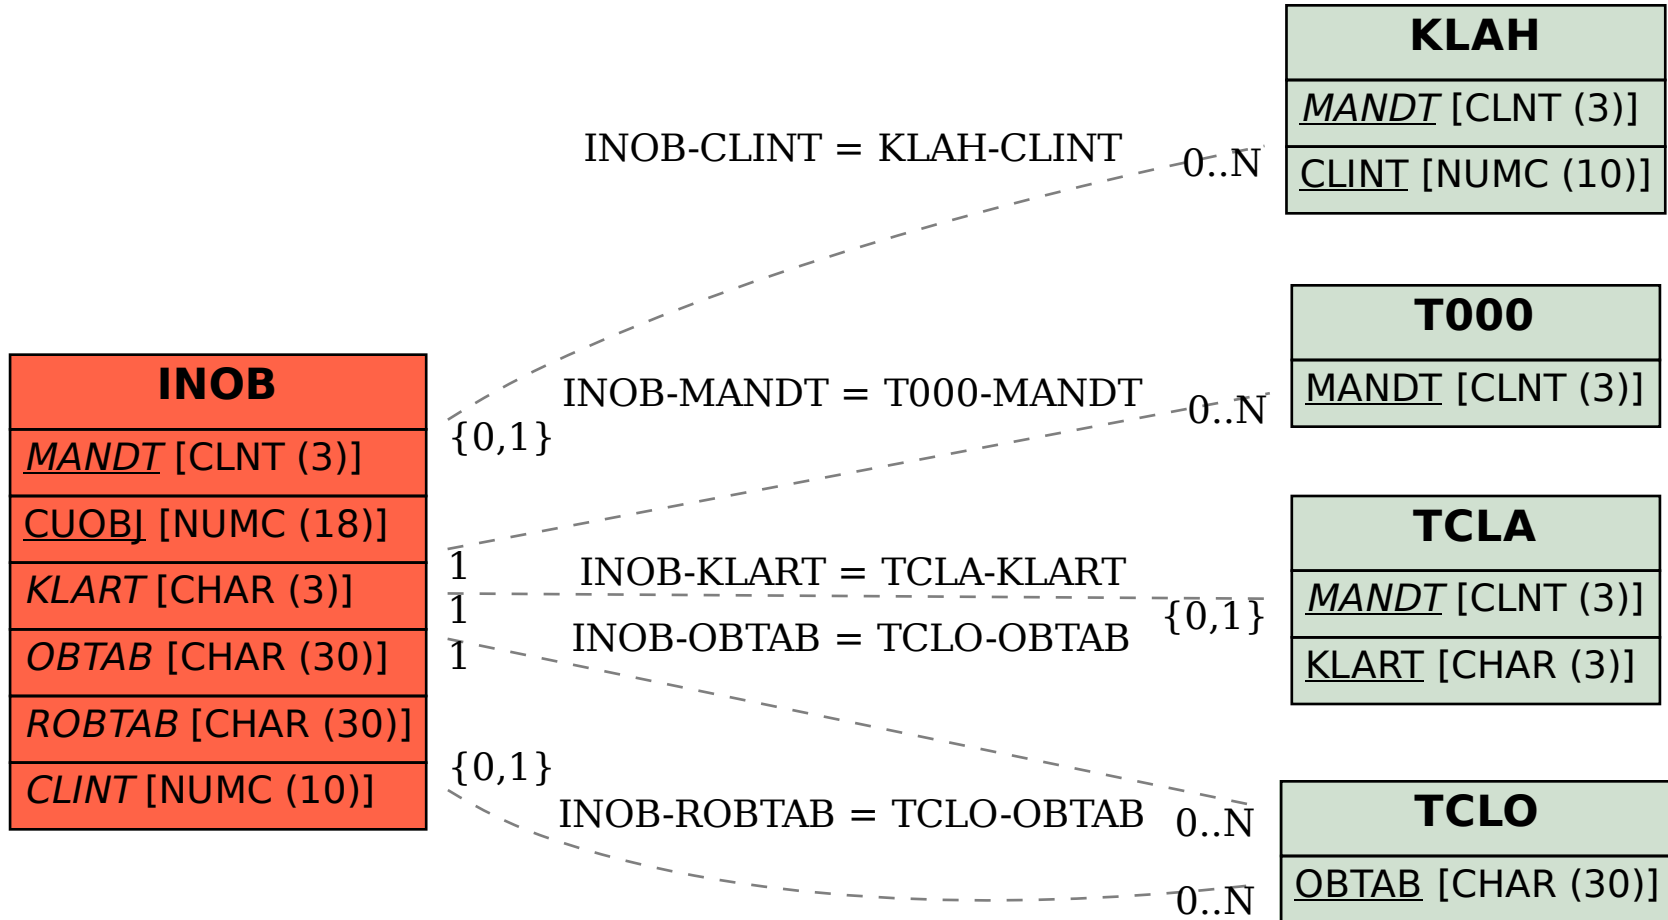 KLAH
MANDT [CLNT (3)]
CLINT [NUMC (10)]
INOB-CLINT = KLAH-CLINT
0..N
{0,1}
T000
MANDT [CLNT (3)]
INOB-MANDT = T000-MANDT
0..N
1
INOB
MANDT [CLNT (3)]
CUOBJ [NUMC (18)]
KLART [CHAR (3)]
OBTAB [CHAR (30)]
ROBTAB [CHAR (30)]
CLINT [NUMC (10)]
TCLA
MANDT [CLNT (3)]
KLART [CHAR (3)]
INOB-KLART = TCLA-KLART
{0,1}
1
INOB-OBTAB = TCLO-OBTAB
0..N
1
INOB-ROBTAB = TCLO-OBTAB
0..N
{0,1}
TCLO
OBTAB [CHAR (30)]